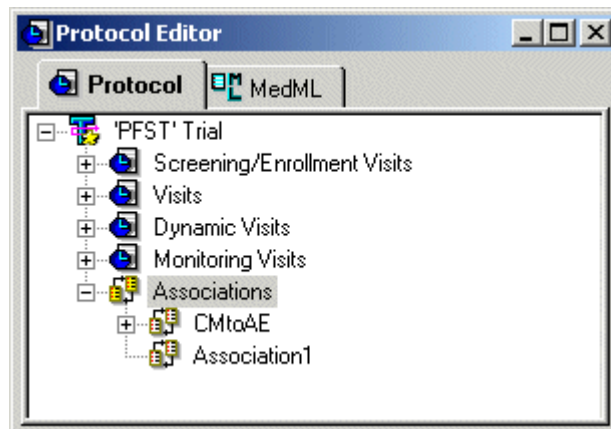 Protocol Editor
Protocol MedML
'PFST' Trial
Screening/Enrollment Visits
Visits
Dynamic Visits
Monitoring Visits
Associations
CMtoAE
Association1